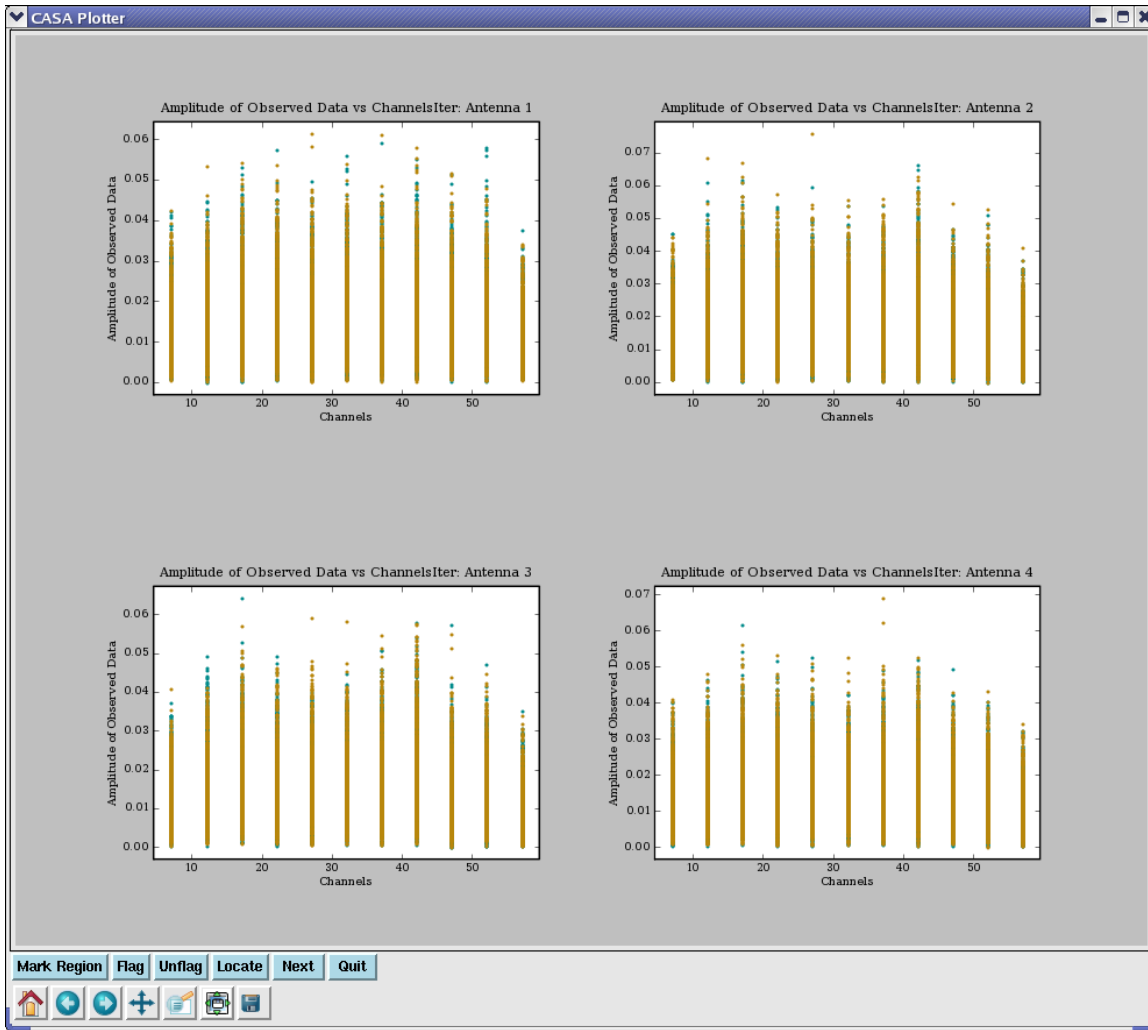 CASA Plotter
Amplitude of Observed Data vs ChannelsIter: Antenna 1
Amplitude of Observed Data
0.06
0.05
0.04
0.03
0.02
0.01
0.00
10 20 30 40 50
Channels
Amplitude of Observed Data vs ChannelsIter: Antenna 2
Amplitude of Observed Data
0.07
0.06
0.05
0.04
0.03
0.02
0.01
0.00
10 20 30 40 50
Channels
Amplitude of Observed Data vs ChannelsIter: Antenna 3
Amplitude of Observed Data
0.06
0.05
0.04
0.03
0.02
0.01
0.00
10 20 30 40 50
Channels
Amplitude of Observed Data vs ChannelsIter: Antenna 4
Amplitude of Observed Data
0.07
0.06
0.05
0.04
0.03
0.02
0.01
0.00
10 20 30 40 50
Channels
Mark Region Flag Unflag Locate Next Quit